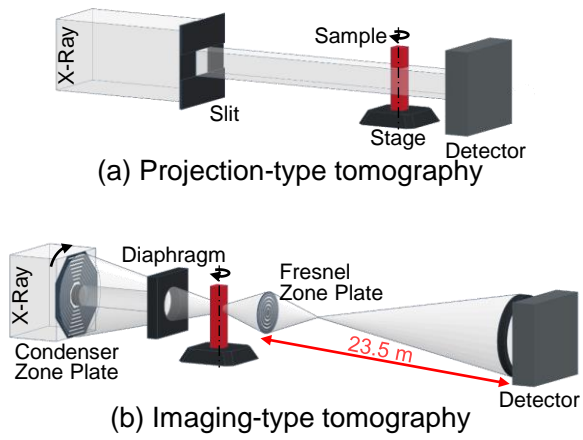 X-Ray
Sample
Slit
Stage
Detector
(a) Projection-type tomography
X-Ray
Diaphragm
Fresnel
Zone Plate
23.5 m
Condenser
Zone Plate
Detector
(b) Imaging-type tomography